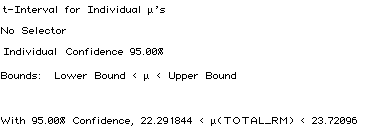 t-Interval for Individual µ's
No Selector
Individual Confidence 95.00%
Bounds: Lower Bound < µ < Upper Bound
With 95.00% Confidence, 22.291844 < µ(TOTAL_RM) < 23.72096